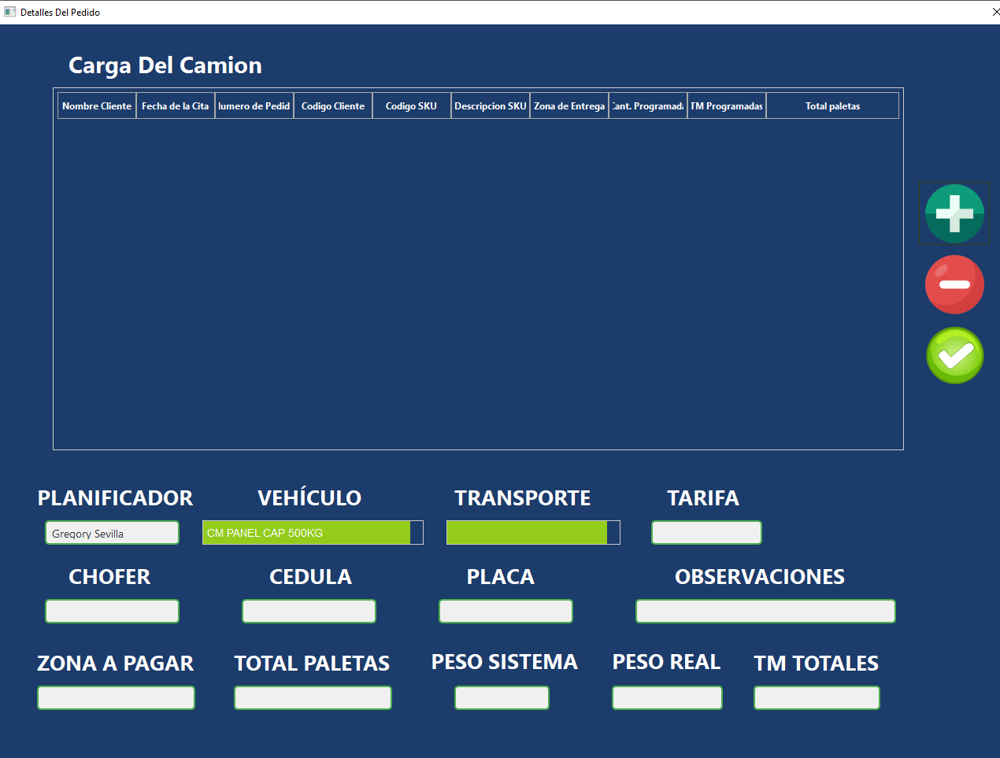 Detalles Del Pedido
Carga Del Camion
Nombre Cliente Fecha de la Cita lumero de Pedid Codigo Cliente Codigo SKU Descripcion SKU Zona de Entrega Cant. Programada TM Programadas Total paletas
PLANIFICADOR VEHÍCULO TRANSPORTE TARIFA
Gregory Sevilla CM PANEL CAP 500KG
CHOFER CEDULA PLACA OBSERVACIONES
ZONA A PAGAR TOTAL PALETAS PESO SISTEMA PESO REAL TM TOTALES